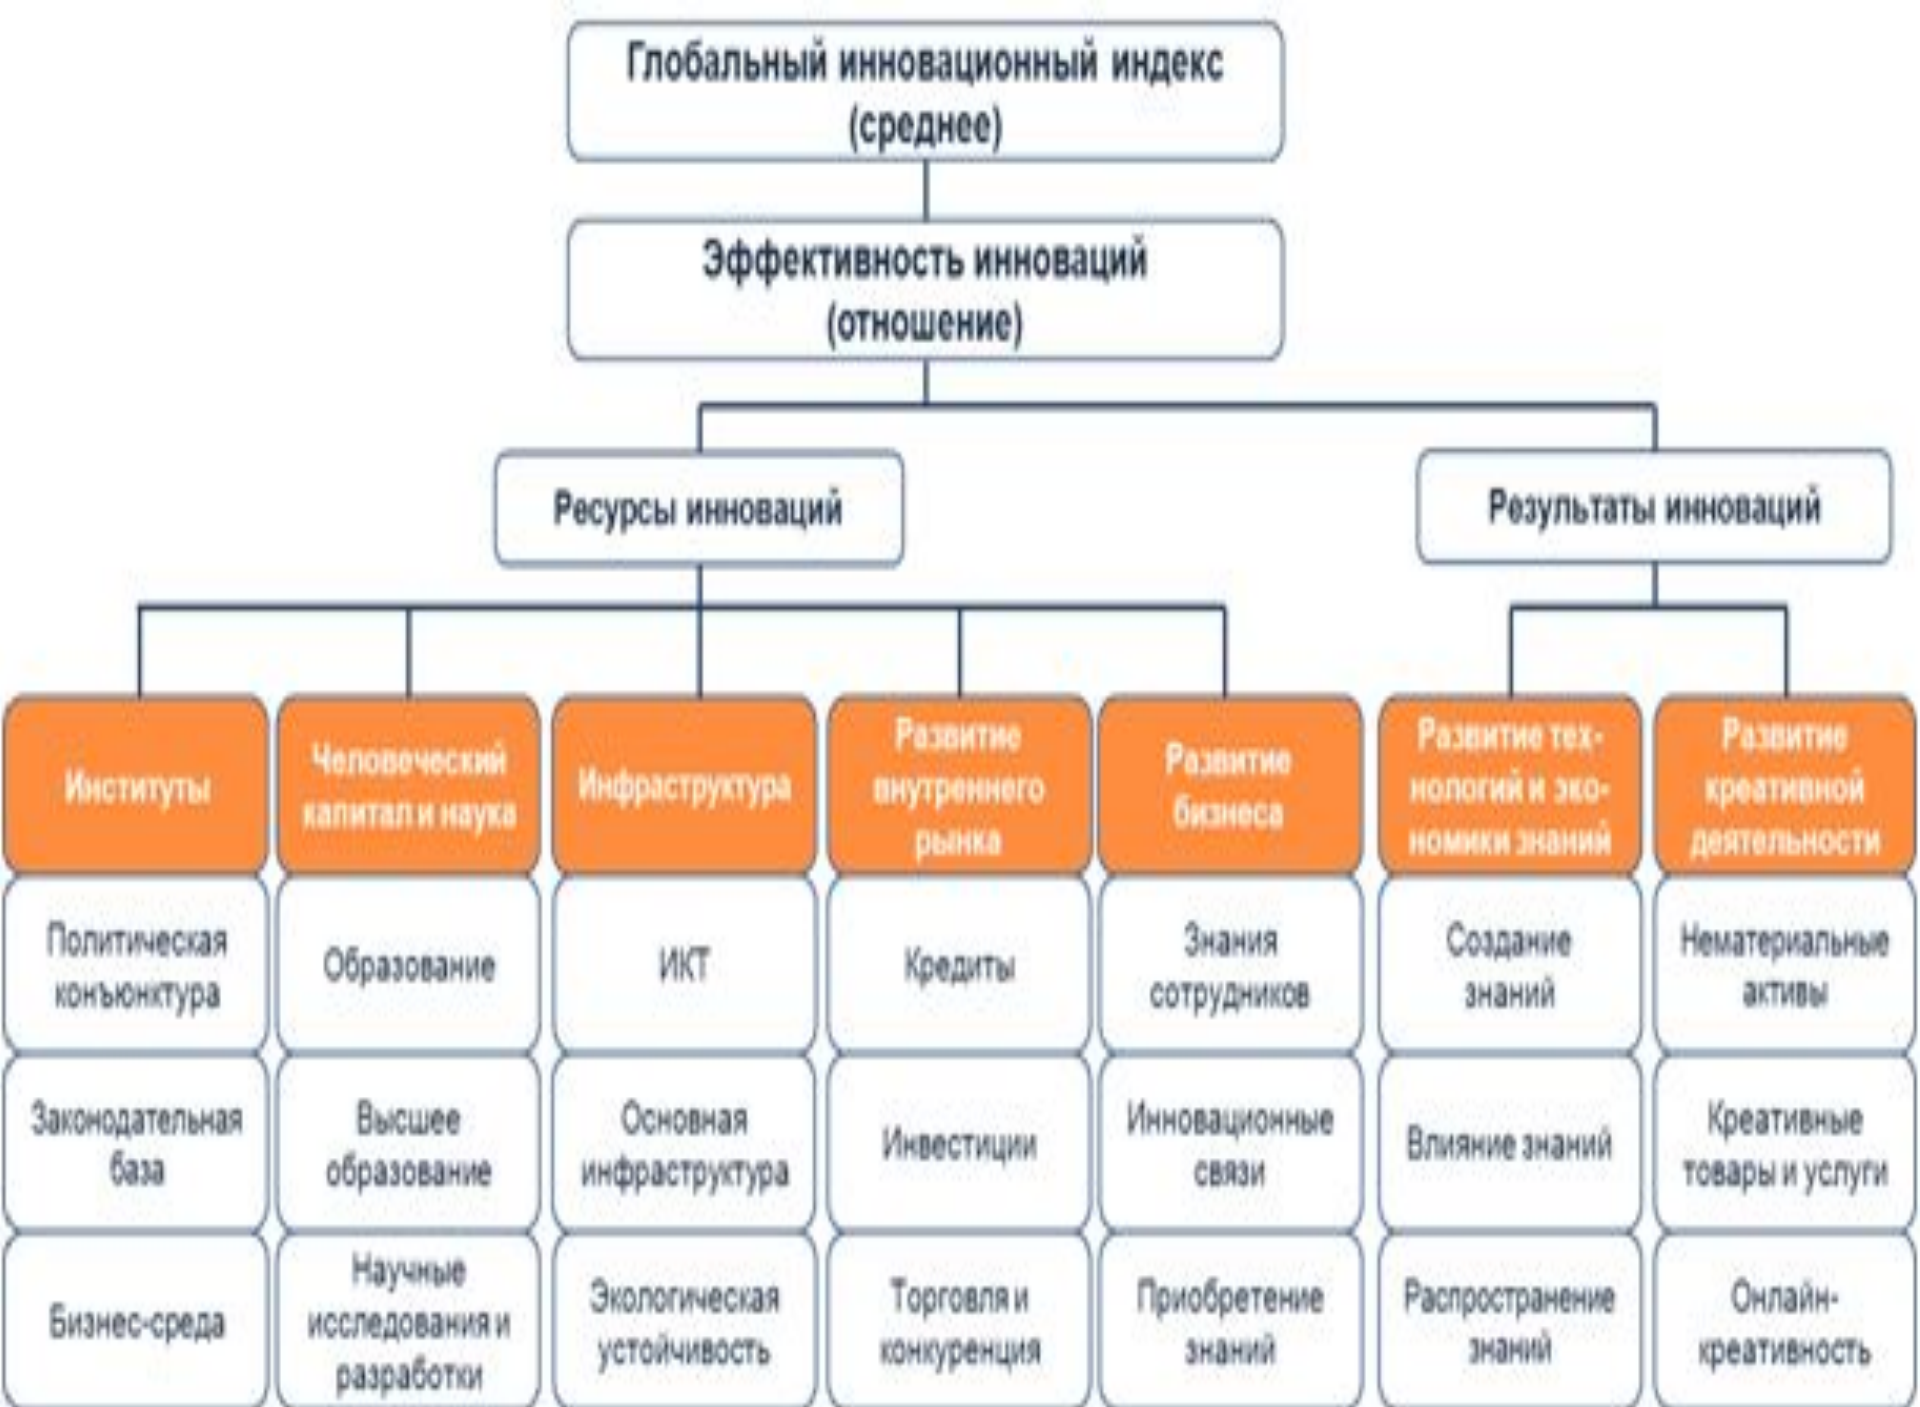 Глобальный инновационный индекс
(среднее)
Эффективность инноваций
(отношение)
Ресурсы инноваций
Результаты инноваций
Институты
Человеческий
капитал и наука
Инфраструктура
Развитие
внутреннего
рынка
Развитие
бизнеса
Развитие тех-
нологий и эко-
номики знаний
Развитие
креативной
деятельности
Политическая
конъюнктура
Образование
ИКТ
Кредиты
Знания
сотрудников
Создание
знаний
Нематериальные
активы
Законодательная
база
Высшее
образование
Основная
инфраструктура
Инвестиции
Инновационные
связи
Влияние знаний
Креативные
товары и услуги
Бизнес-среда
Научные
исследования и
разработки
Экологическая
устойчивость
Торговля и
конкуренция
Приобретение
знаний
Распространение
знаний
Онлайн-
креативность